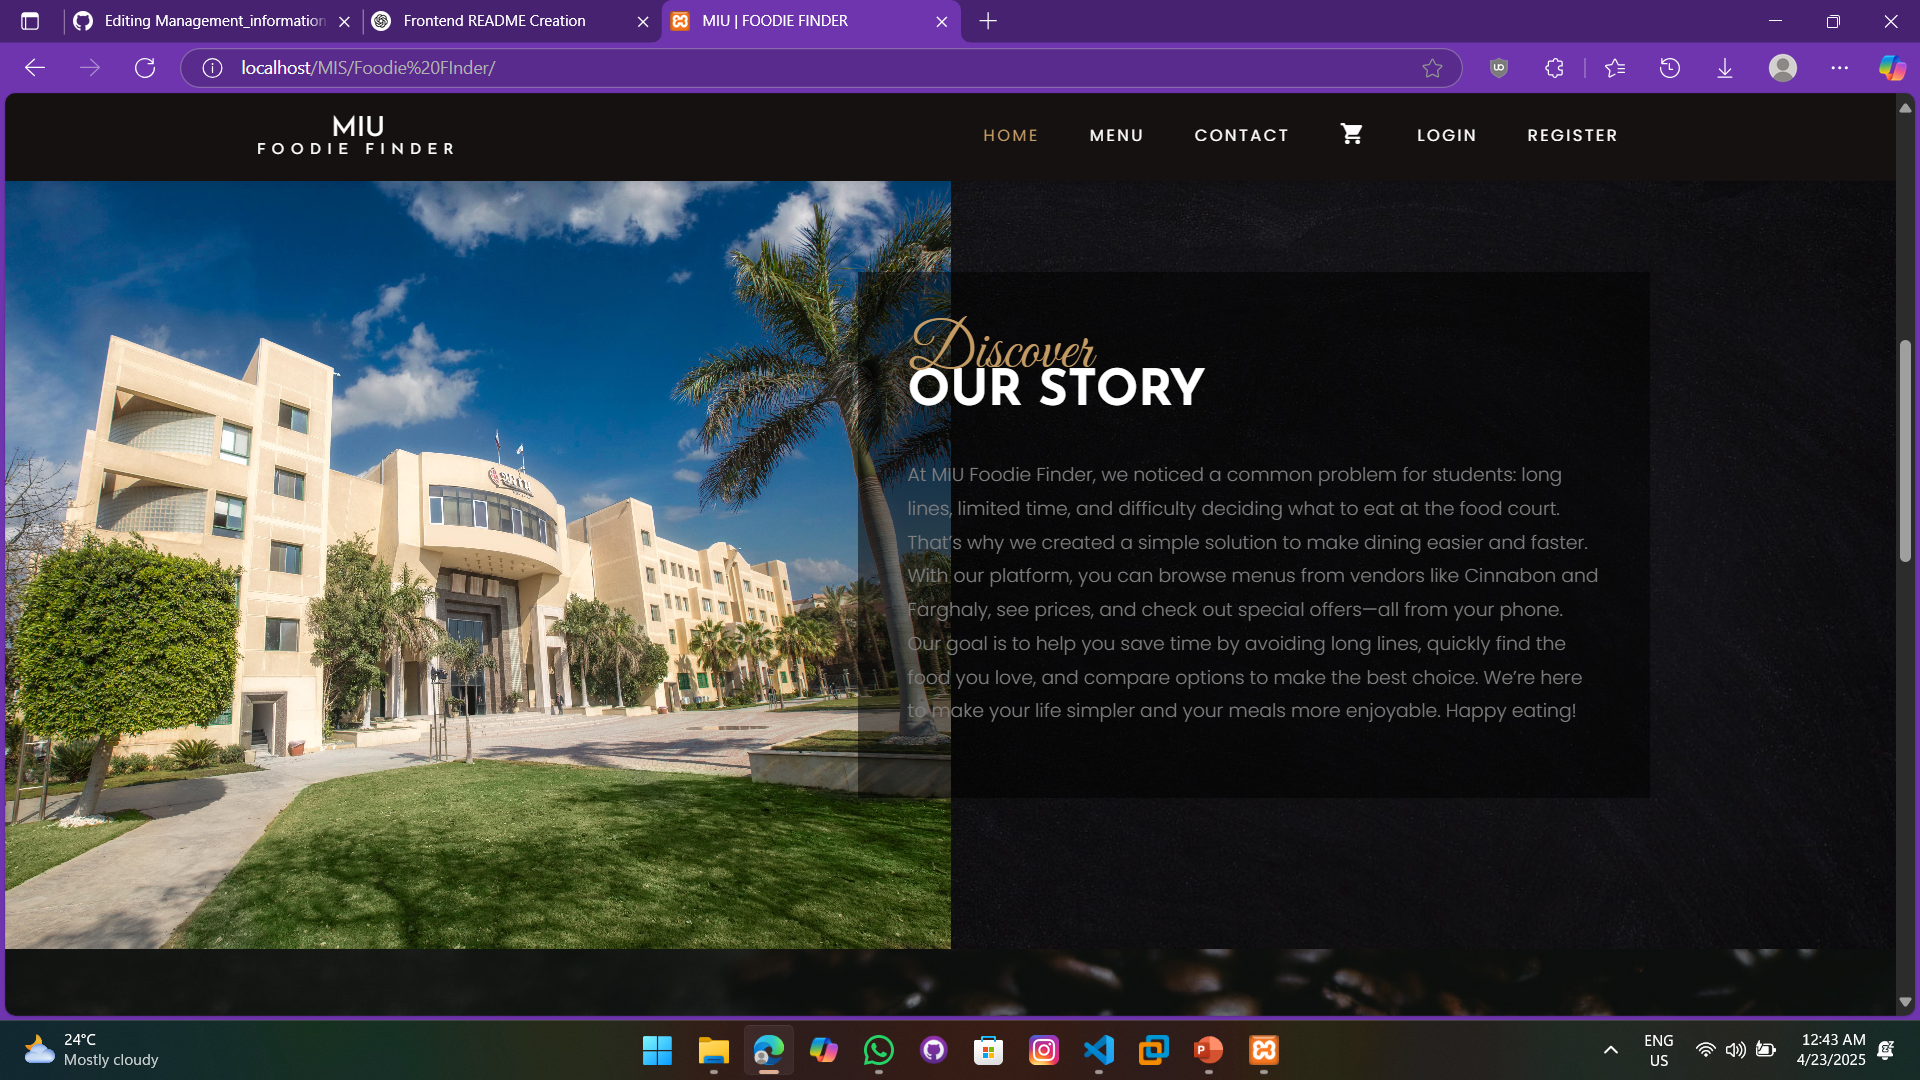 Editing Management_information
Frontend README Creation
MIU | FOODIE FINDER
localhost/MIS/Foodie%20FInder/
MIU
FOODIE FINDER
HOME
MENU
CONTACT
LOGIN
REGISTER
Discover
OUR STORY
At MIU Foodie Finder, we noticed a common problem for students: long
lines, limited time, and difficulty deciding what to eat at the food court.
That's why we created a simple solution to make dining easier and faster.
With our platform, you can browse menus from vendors like Cinnabon and
Farghaly, see prices, and check out special offers—all from your phone.
Our goal is to help you save time by avoiding long lines, quickly find the
food you love, and compare options to make the best choice. We're here
to make your life simpler and your meals more enjoyable. Happy eating!
24°C
Mostly cloudy
ENG
US
12:43 AM
4/23/2025